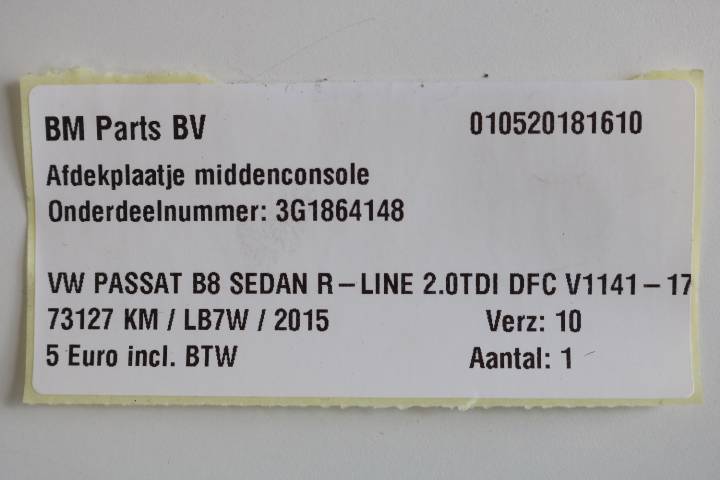 BM Parts BV 010520181610
Afdekplaatje middenconsole
Onderdeelnummer: 3G1864148
VW PASSAT B8 SEDAN R-LINE 2.0TDI DFC V1141-17
73127 KM / LB7W / 2015 Verz: 10
5 Euro incl. BTW Aantal: 1